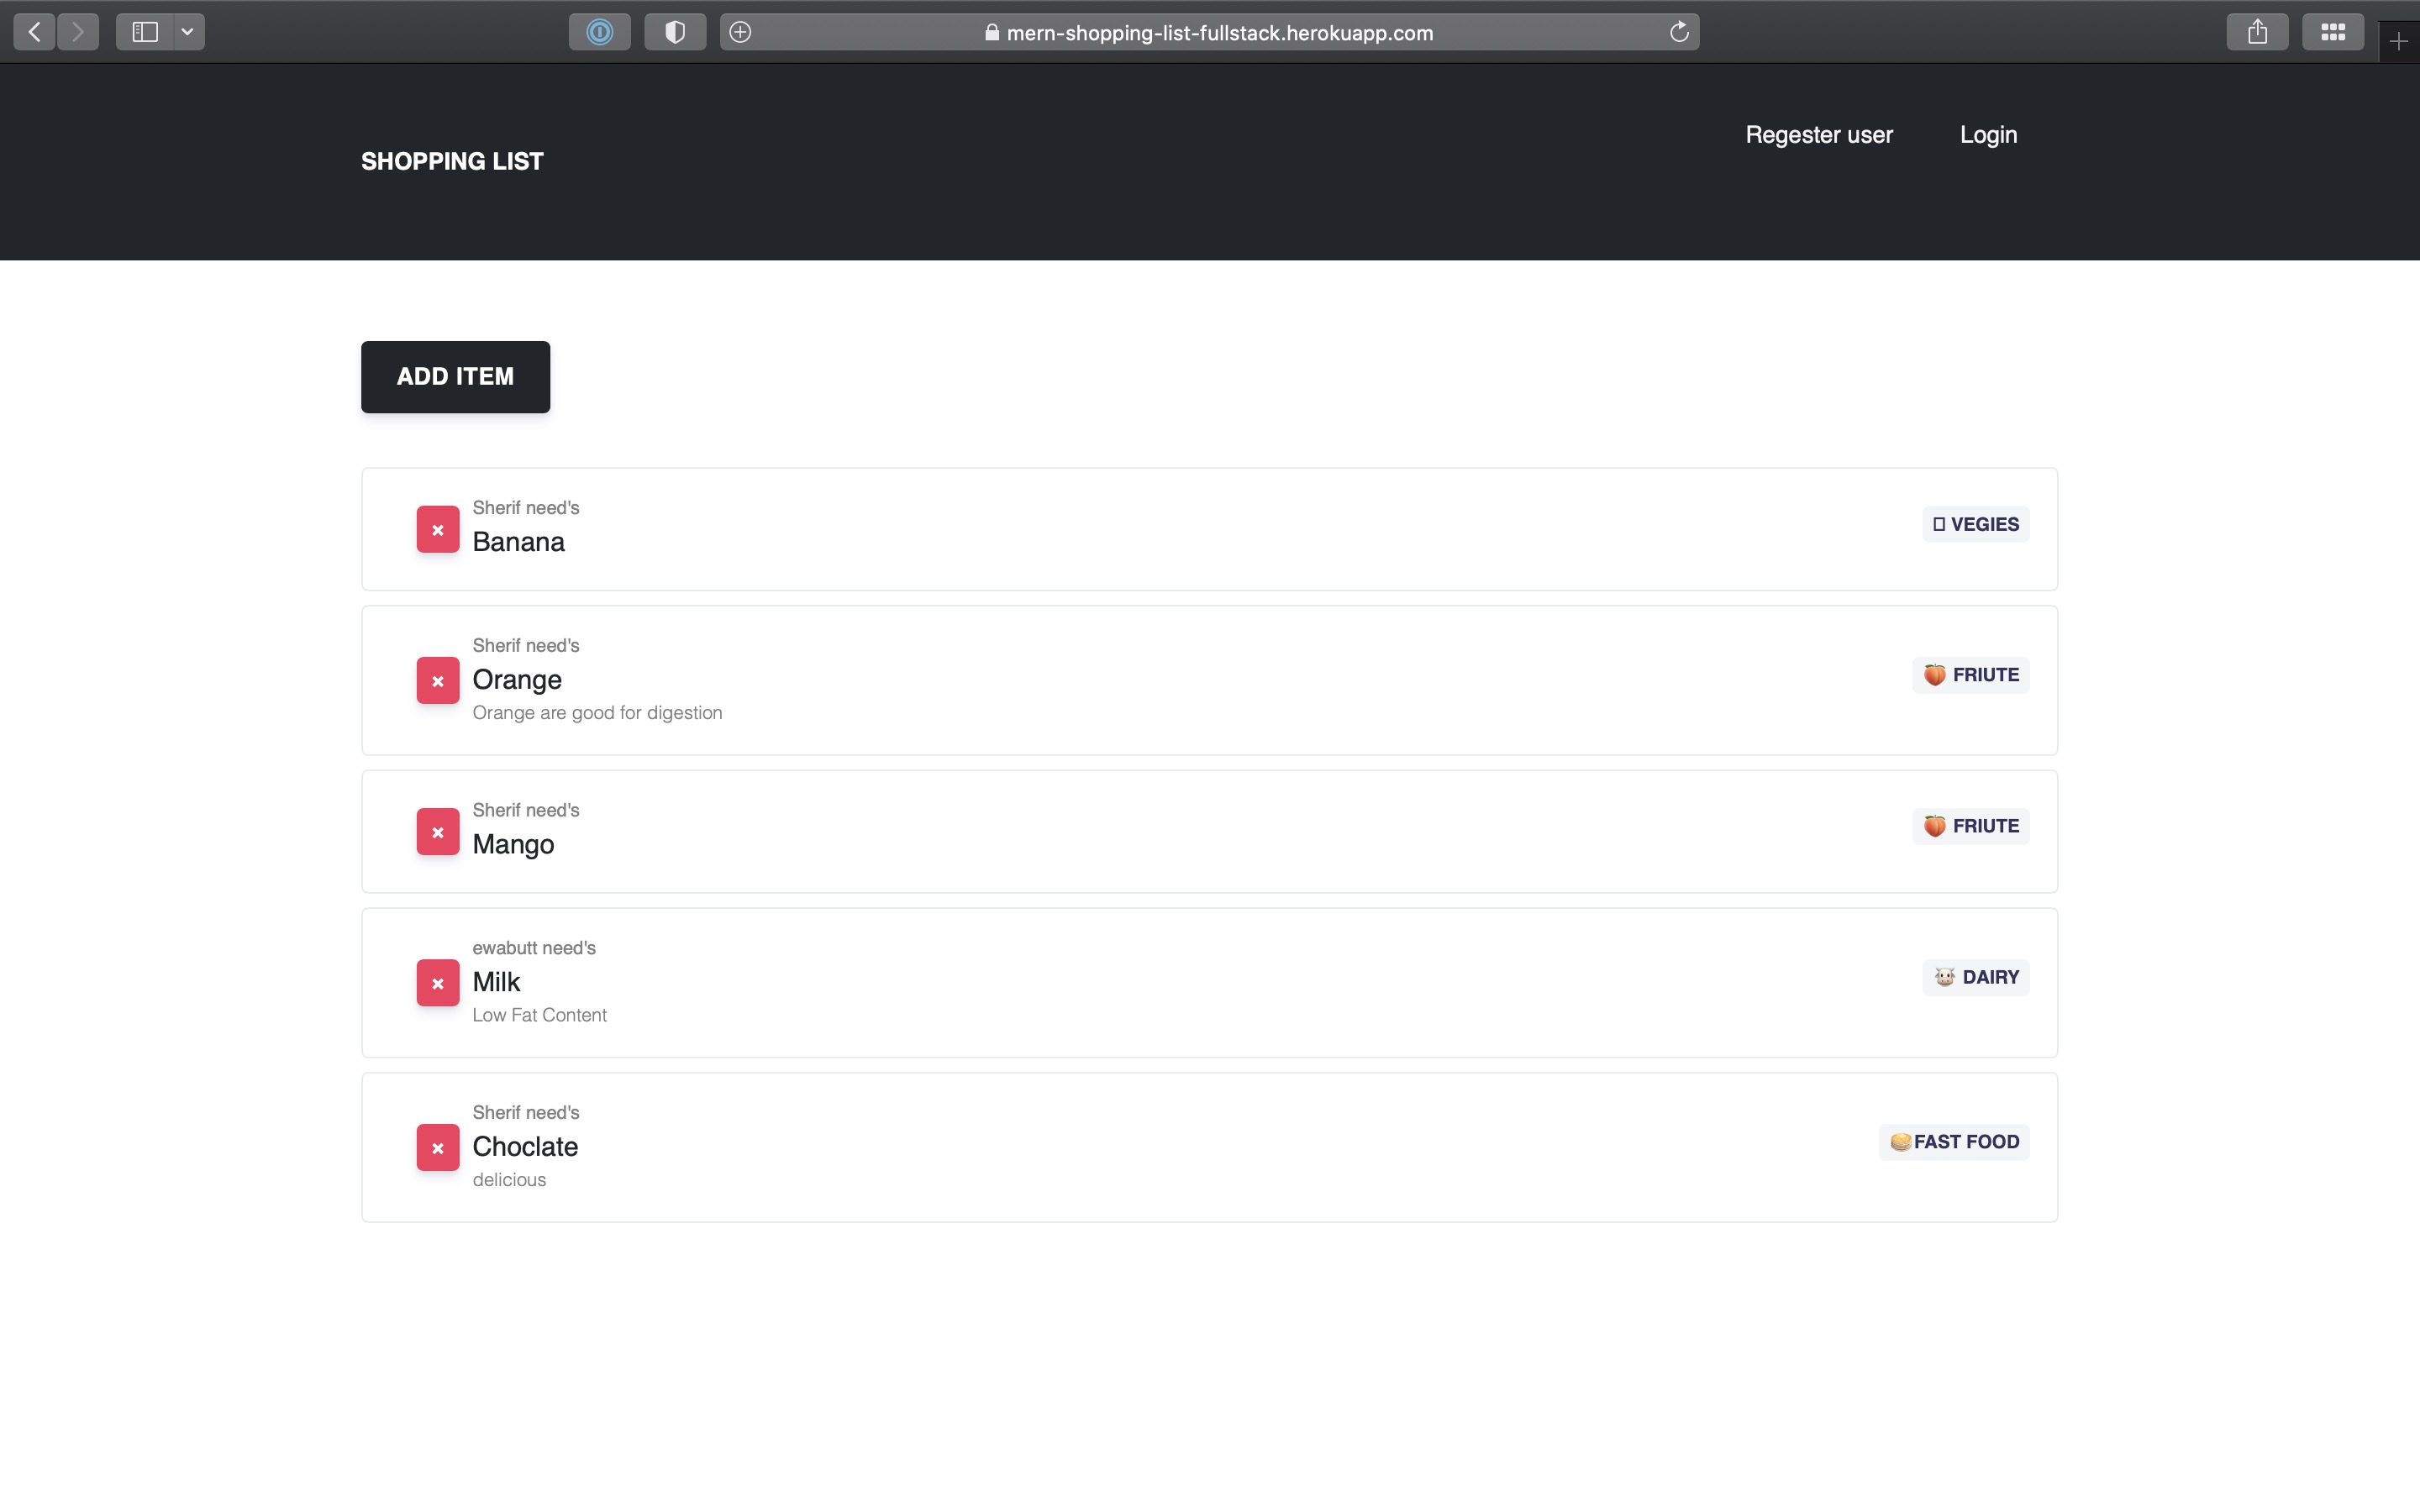 mern-shopping-list-fullstack.herokuapp.com
Regester user Login
SHOPPING LIST
ADD ITEM
Sherif need's
Banana
VEGIES
Sherif need's
Orange
Orange are good for digestion
🍑 FRIUTE
Sherif need's
Mango
🍑 FRIUTE
ewabutt need's
Milk
Low Fat Content
🐮 DAIRY
Sherif need's
Choclate
delicious
🥞FAST FOOD